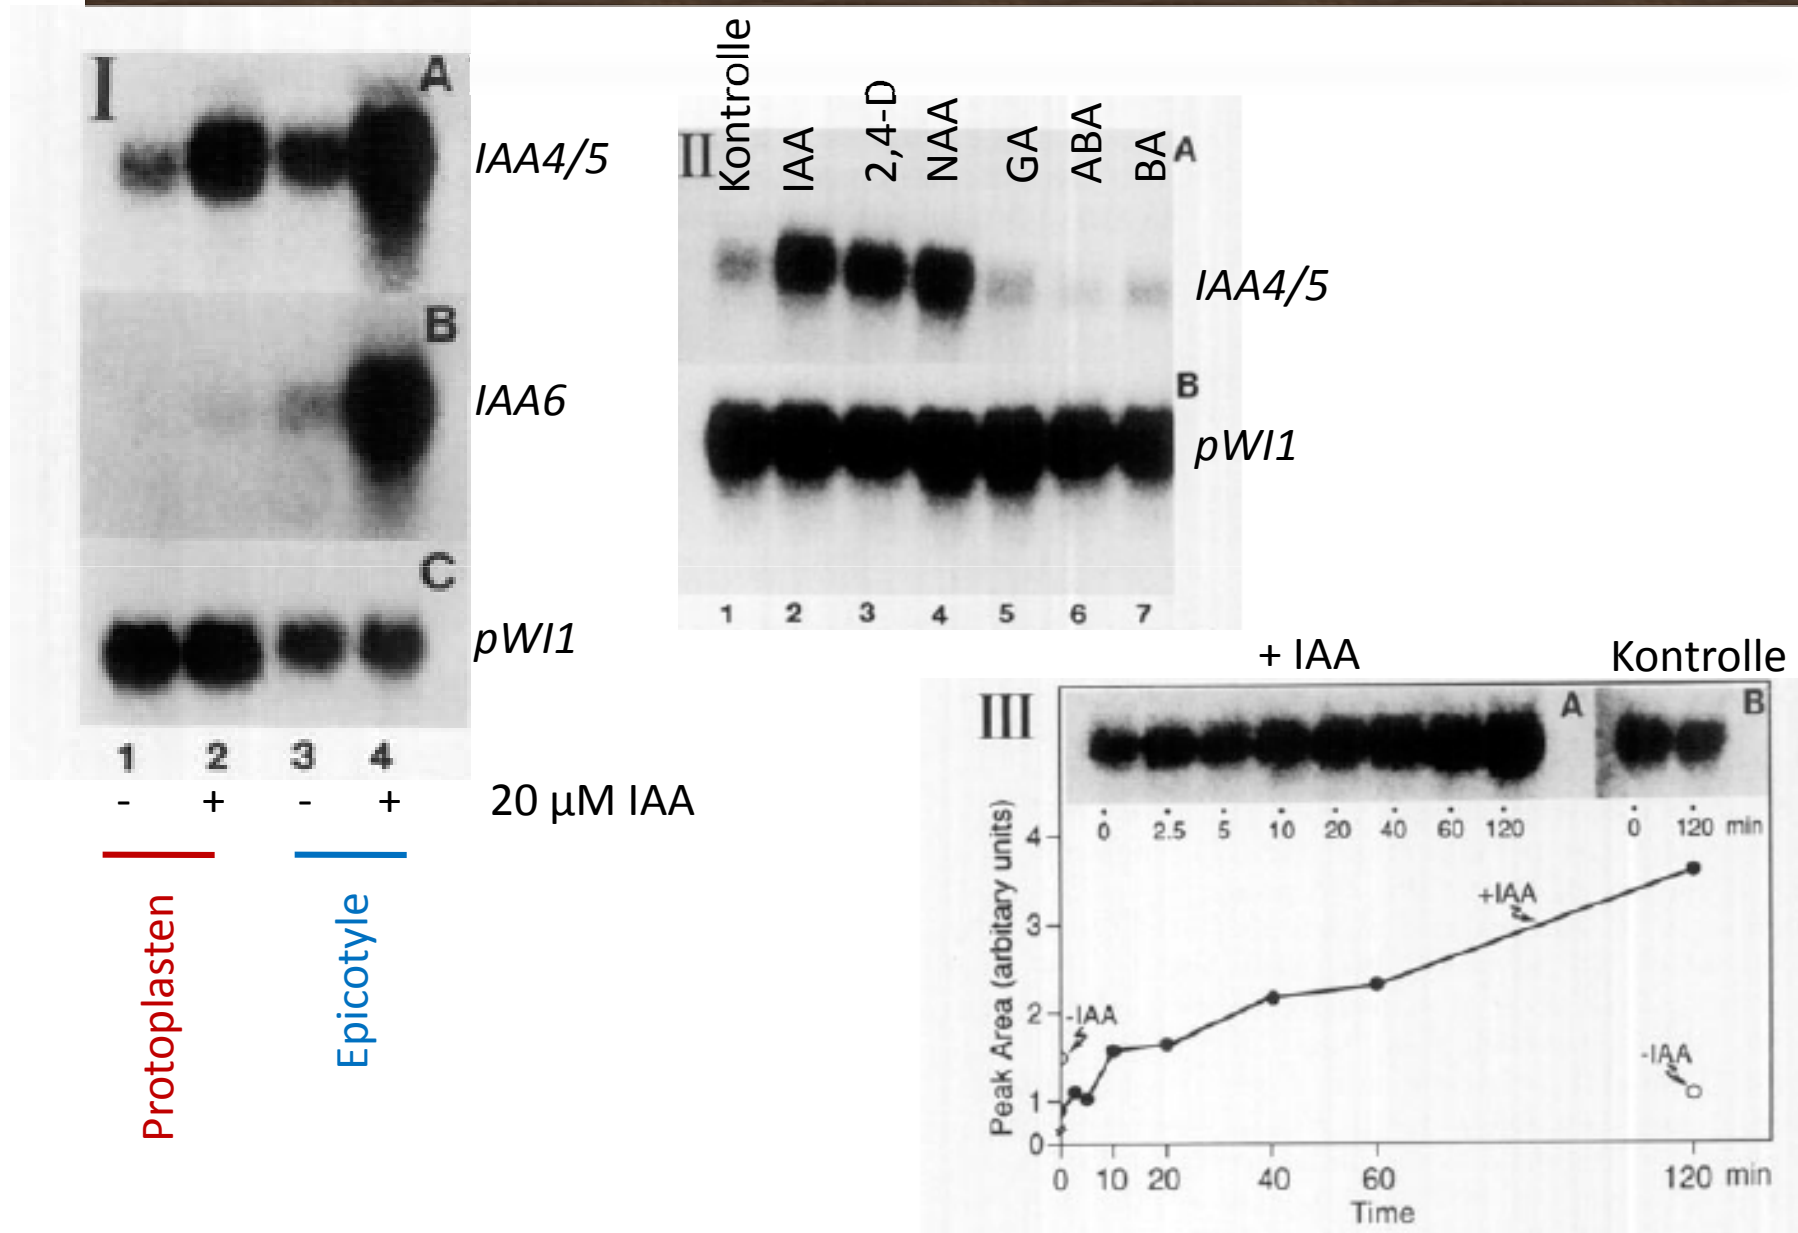 I
A
IAA4/5
B
IAA6
C
pWI1
1 2 3 4
- + - + 20 µM IAA
Protoplasten
Epicotyle
II
Kontrolle
IAA
2,4-D
NAA
GA
ABA
BA
A
IAA4/5
B
pWI1
1 2 3 4 5 6 7
+ IAA
Kontrolle
III
A
B
0 2.5 5 10 20 40 60 120
0 120 min
Peak Area (arbitary units)
4
3
2
1
0
-IAA
+IAA
-IAA
0 10 20 40 60 120 min
Time